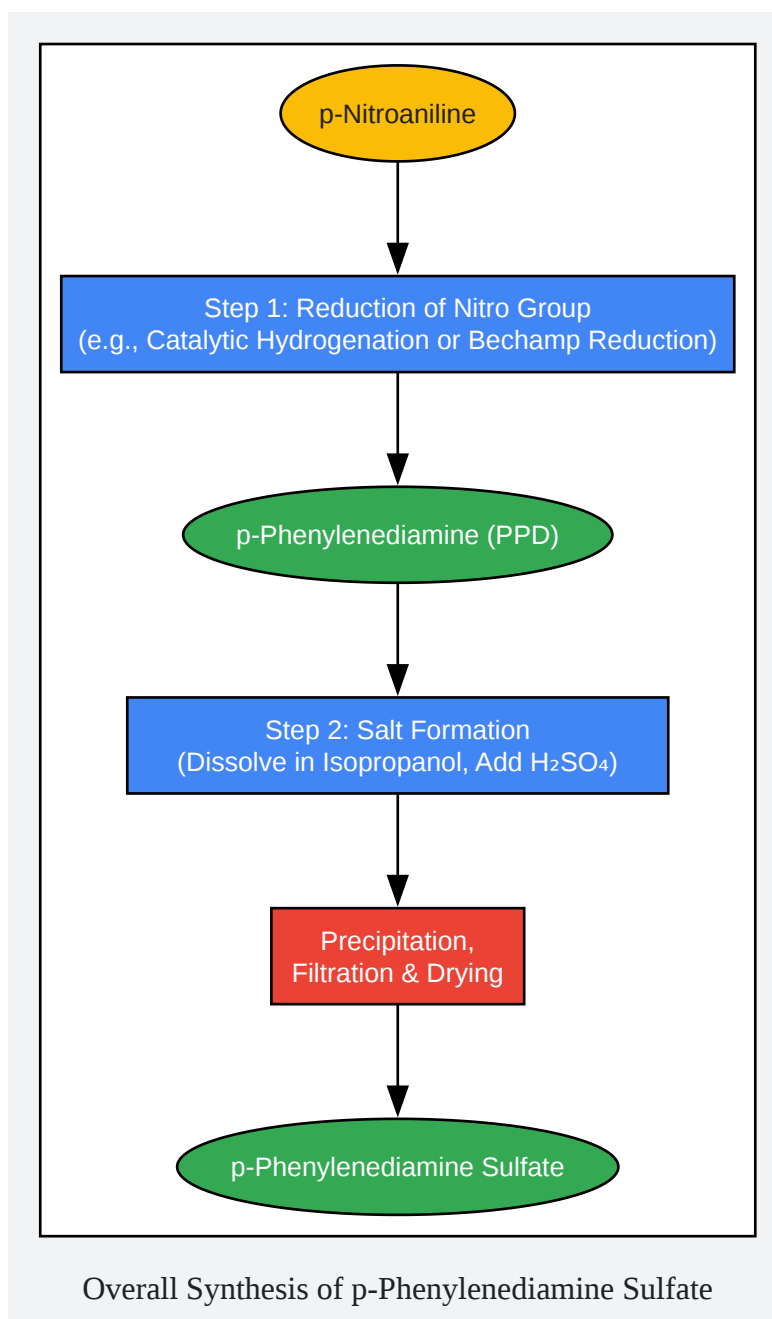 p-Nitroaniline
Step 1: Reduction of Nitro Group
(e.g., Catalytic Hydrogenation or Bechamp Reduction)
p-Phenylenediamine (PPD)
Step 2: Salt Formation
(Dissolve in Isopropanol, Add H₂SO₄)
Precipitation,
Filtration & Drying
p-Phenylenediamine Sulfate
Overall Synthesis of p-Phenylenediamine Sulfate